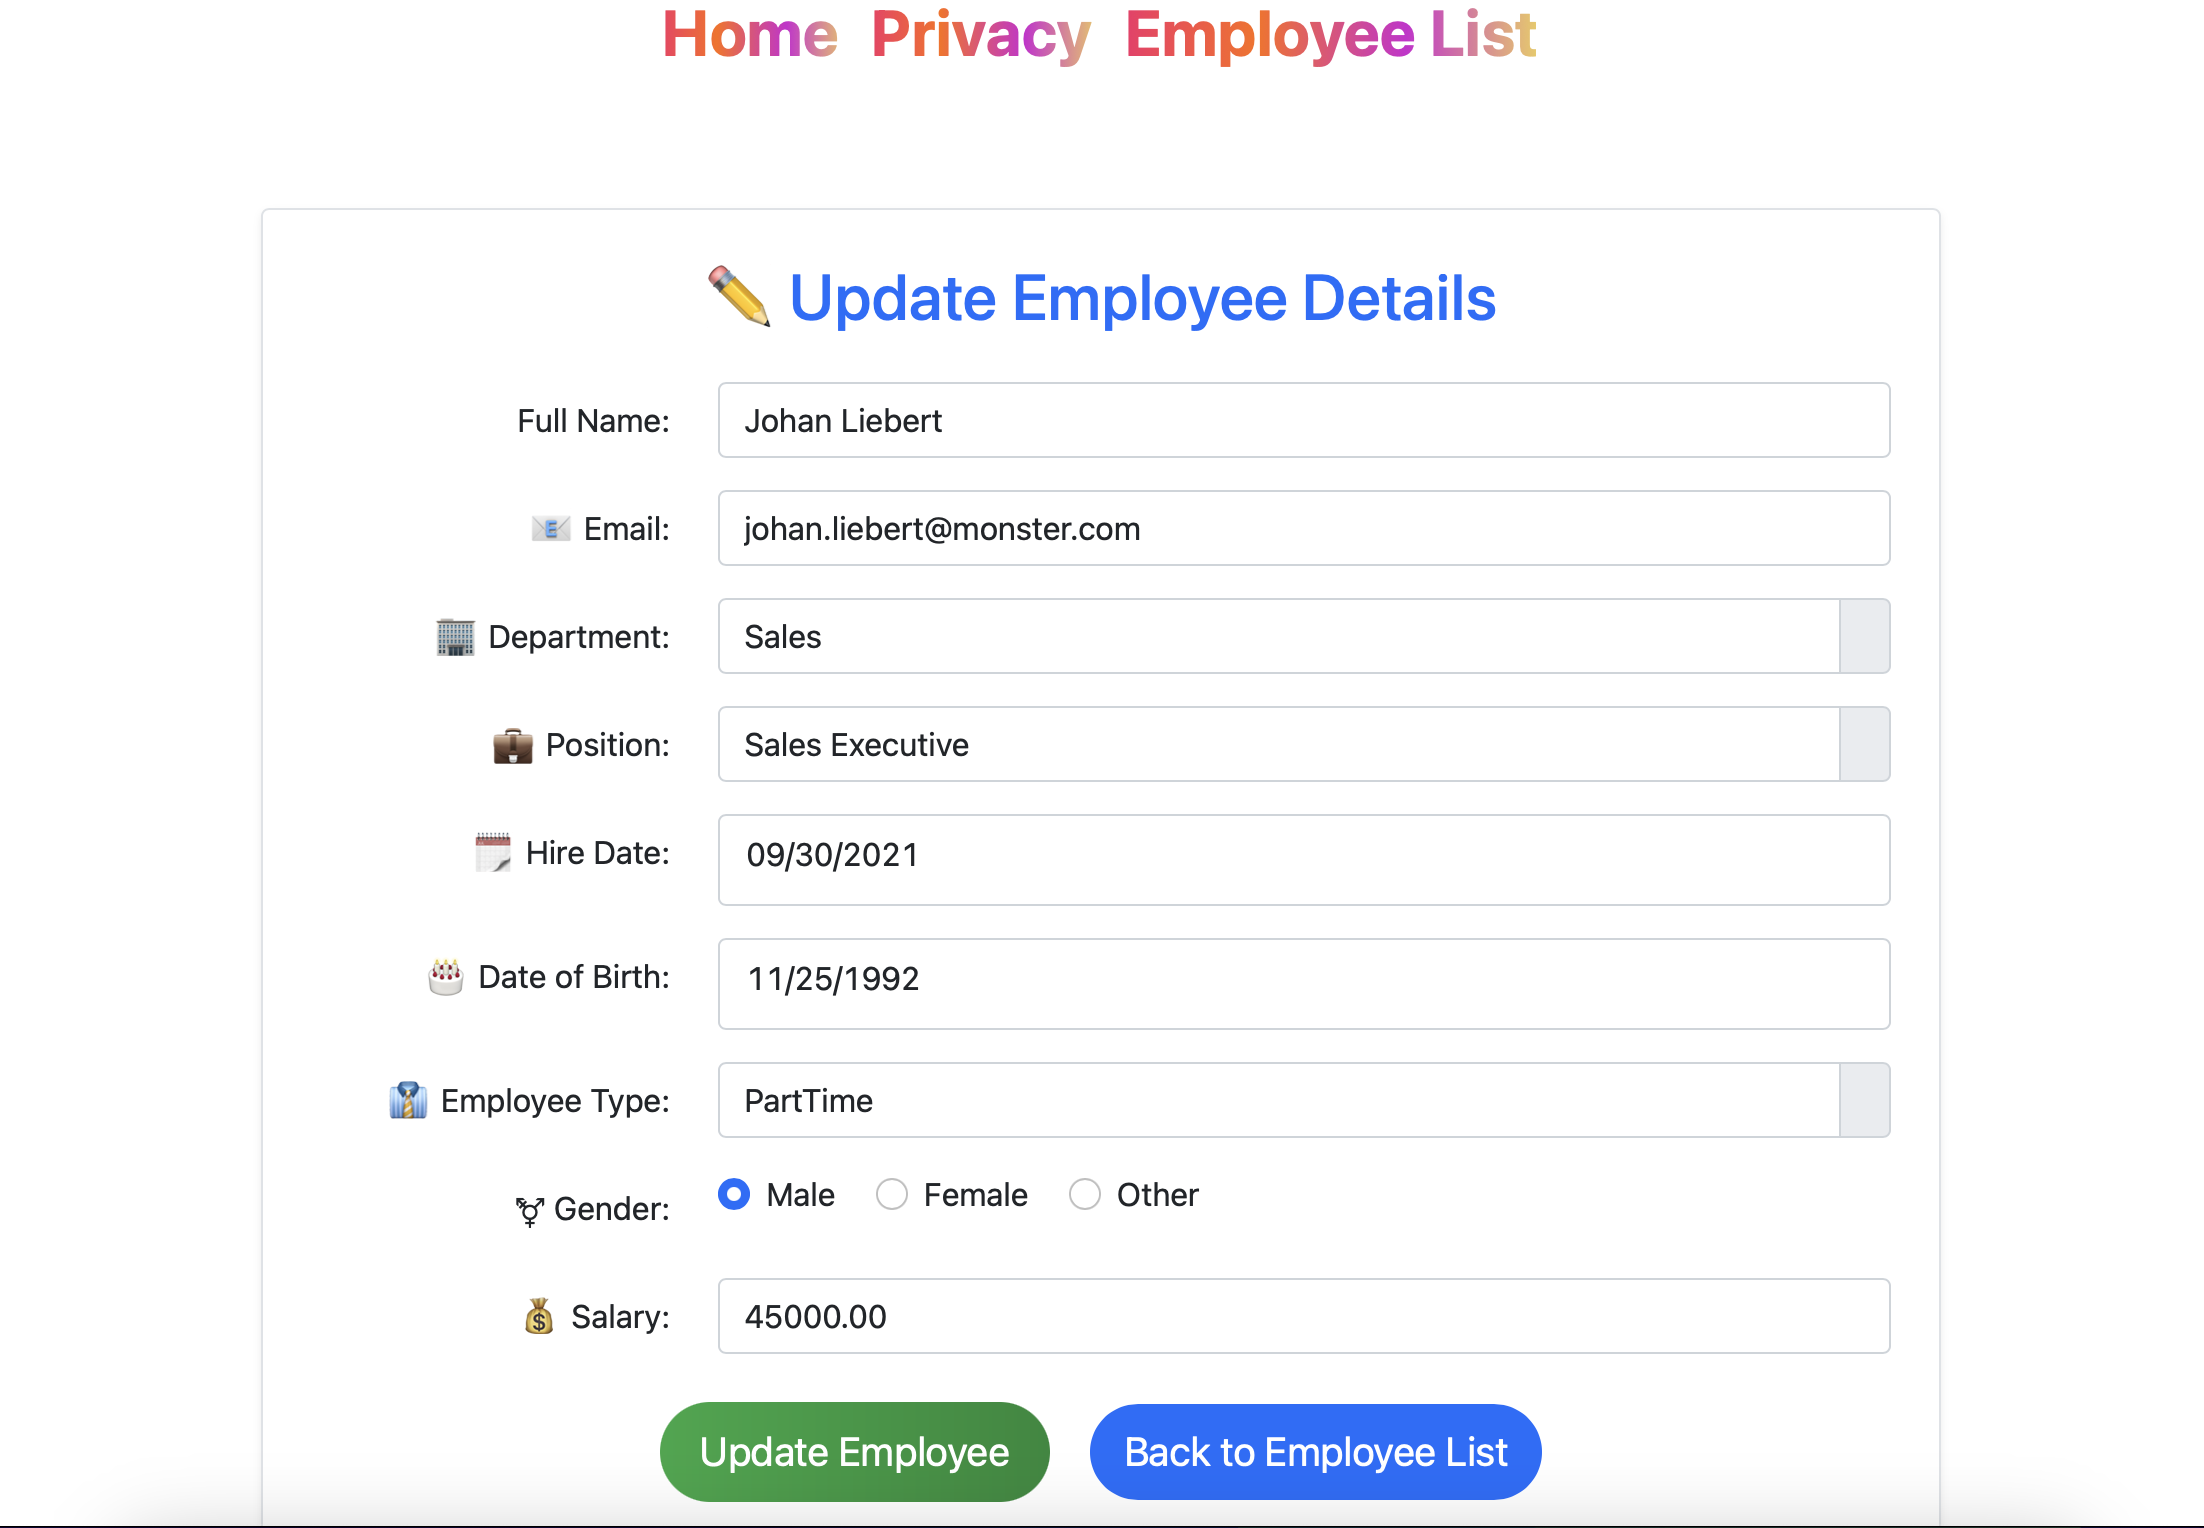 Home Privacy Employee List
✏️ Update Employee Details
Full Name: Johan Liebert
📧 Email: johan.liebert@monster.com
🏢 Department: Sales
💼 Position: Sales Executive
🗓️ Hire Date: 09/30/2021
🎂 Date of Birth: 11/25/1992
👔 Employee Type: PartTime
⚧ Gender: Male Female Other
💰 Salary: 45000.00
Update Employee Back to Employee List